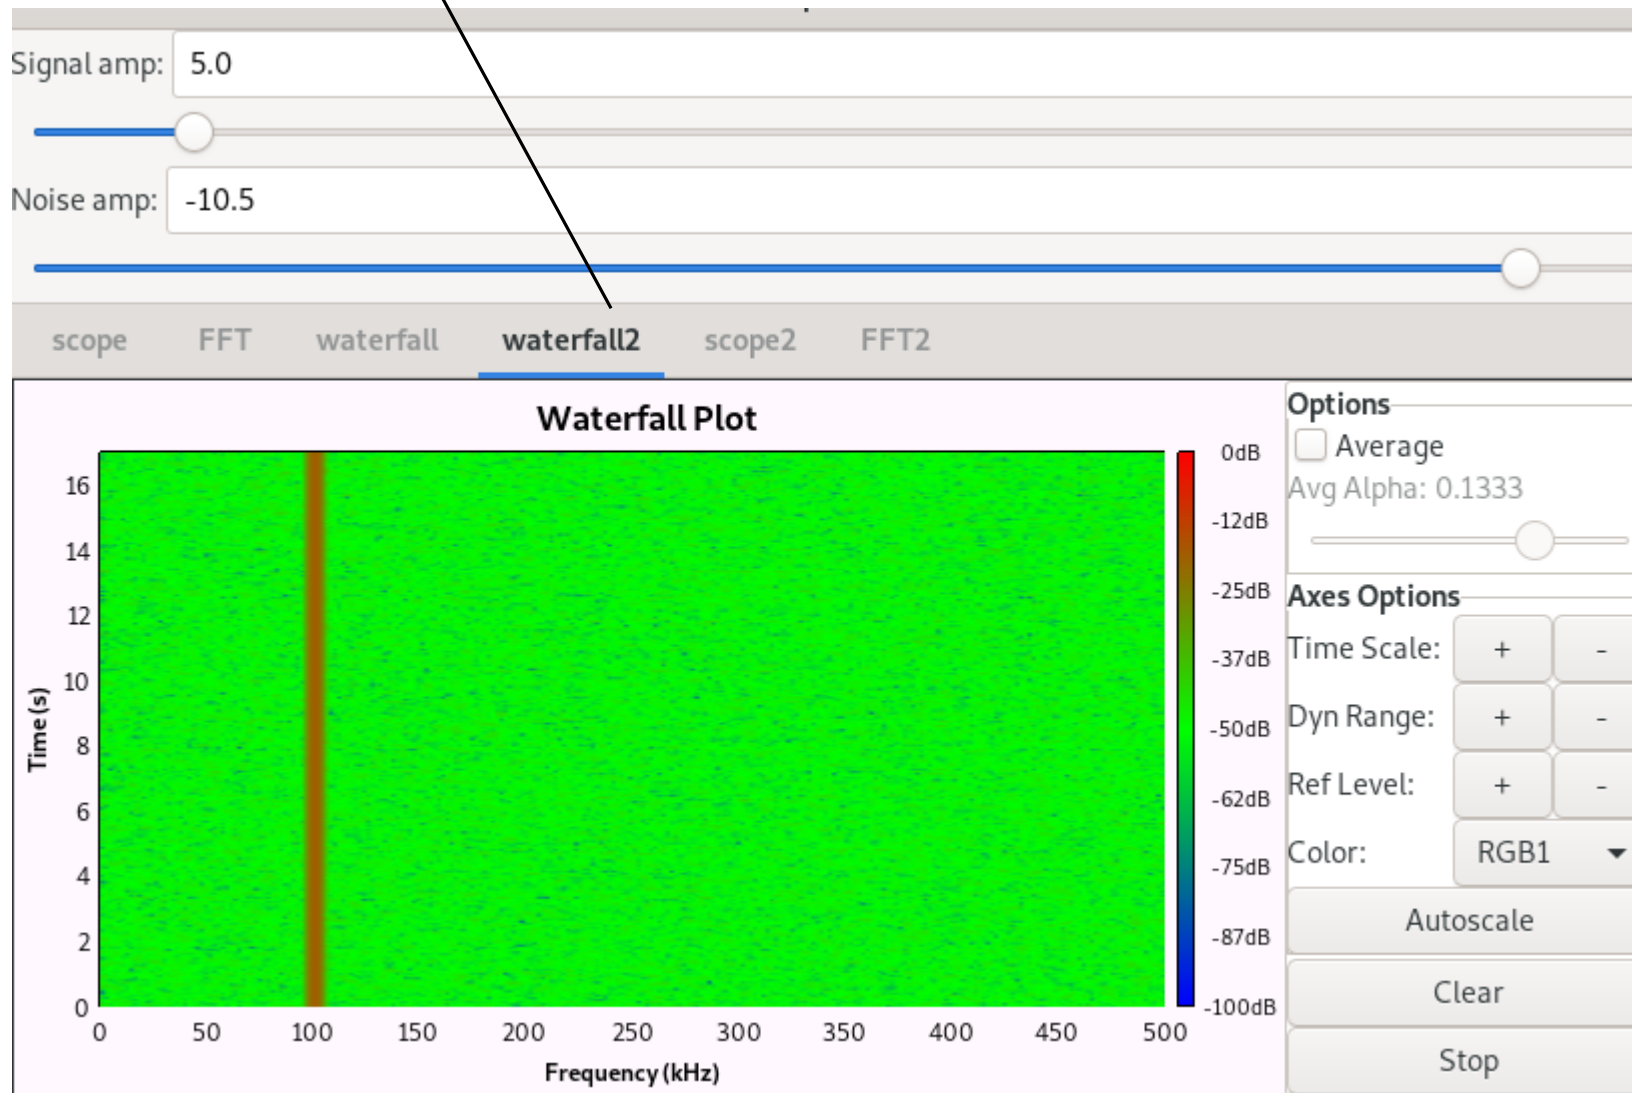 Signal amp: 5.0
Noise amp: -10.5
scope FFT waterfall waterfall2 scope2 FFT2
Waterfall Plot
16
14
12
10
8
6
4
2
0
Time (s)
0 50 100 150 200 250 300 350 400 450 500
Frequency (kHz)
0dB
-12dB
-25dB
-37dB
-50dB
-62dB
-75dB
-87dB
-100dB
Options
Average
Avg Alpha: 0.1333
Axes Options
Time Scale: + -
Dyn Range: + -
Ref Level: + -
Color: RGB1
Autoscale
Clear
Stop